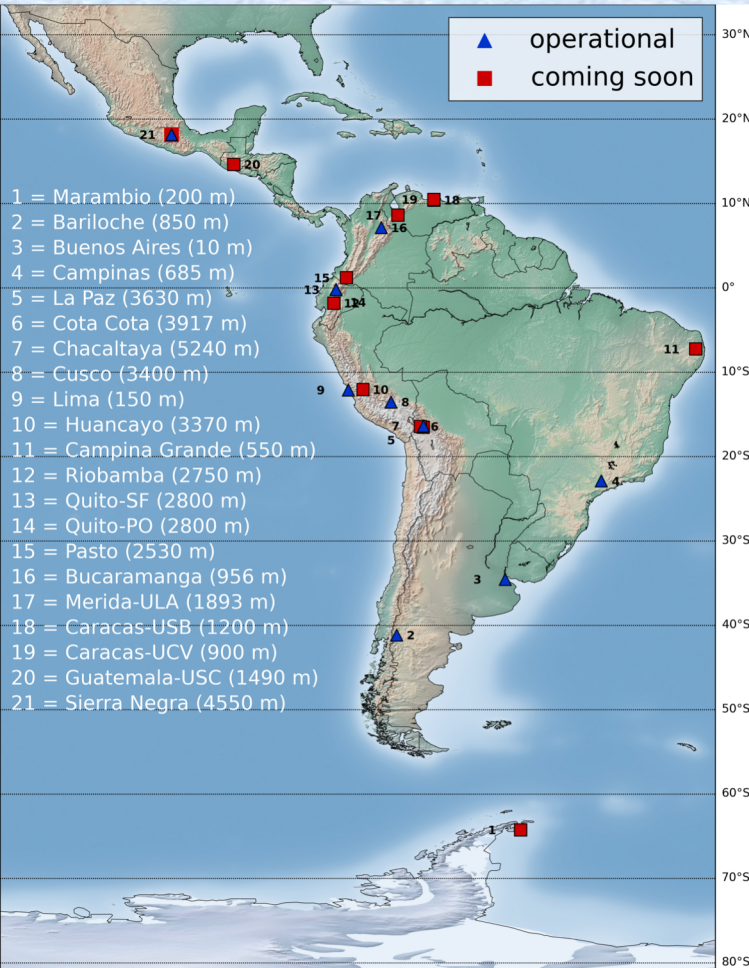 operational
coming soon
30°N
20°N
10°N
0°
10°S
20°S
30°S
40°S
50°S
60°S
70°S
80°S
21
20
19
18
17
16
15
13
14
11
9
10
8
7
6
5
4
3
2
1
1 = Marambio (200 m)
2 = Bariloche (850 m)
3 = Buenos Aires (10 m)
4 = Campinas (685 m)
5 = La Paz (3630 m)
6 = Cota Cota (3917 m)
7 = Chacaltaya (5240 m)
8 = Cusco (3400 m)
9 = Lima (150 m)
10 = Huancayo (3370 m)
11 = Campina Grande (550 m)
12 = Riobamba (2750 m)
13 = Quito-SF (2800 m)
14 = Quito-PO (2800 m)
15 = Pasto (2530 m)
16 = Bucaramanga (956 m)
17 = Merida-ULA (1893 m)
18 = Caracas-USB (1200 m)
19 = Caracas-UCV (900 m)
20 = Guatemala-USC (1490 m)
21 = Sierra Negra (4550 m)